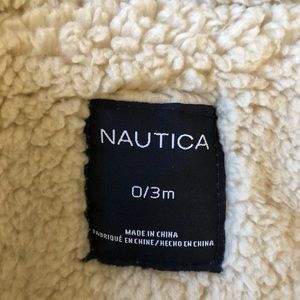 NAUTICA
0/3m
MADE IN CHINA
FABRIQUÉ EN CHINE/HECHO EN CHINA